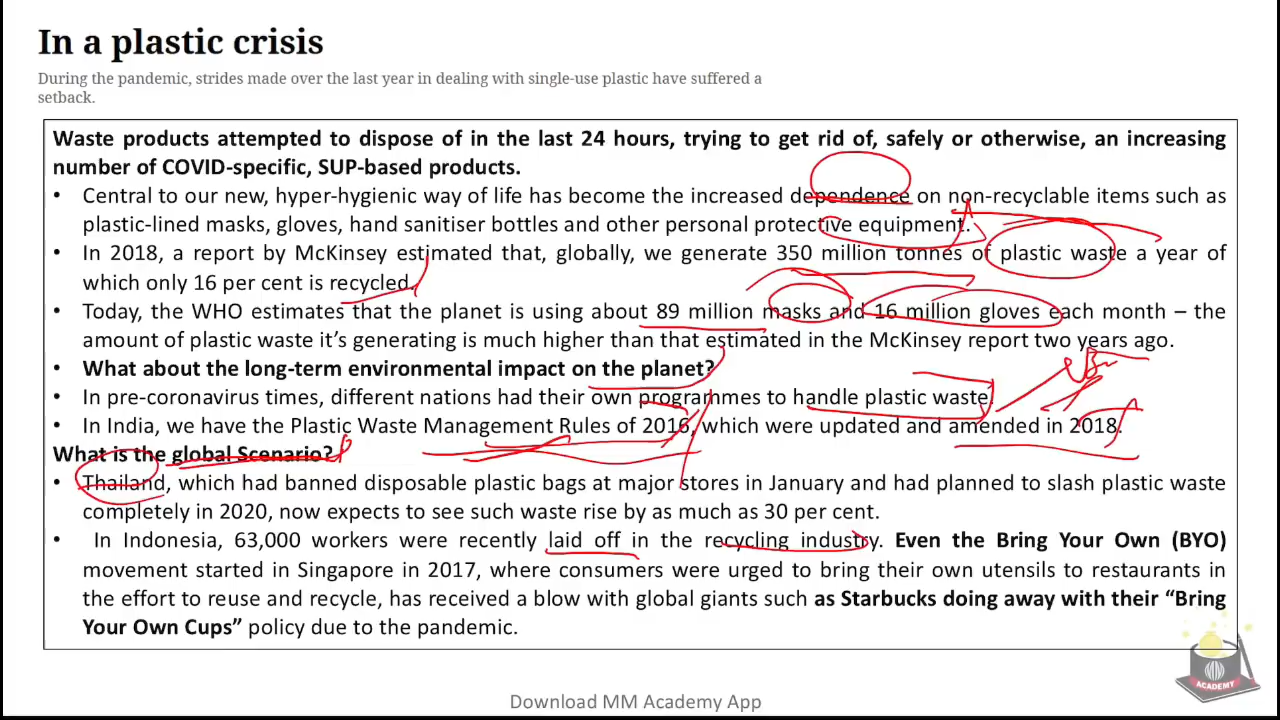 In a plastic crisis
During the pandemic, strides made over the last year in dealing with single-use plastic have suffered a
setback.
Waste products attempted to dispose of in the last 24 hours, trying to get rid of, safely or otherwise, an increasing
number of COVID-specific, SUP-based products.
• Central to our new, hyper-hygienic way of life has become the increased dependence on non-recyclable items such as
plastic-lined masks, gloves, hand sanitiser bottles and other personal protective equipment.
• In 2018, a report by McKinsey estimated that, globally, we generate 350 million tonnes of plastic waste a year of
which only 16 per cent is recycled.
• Today, the WHO estimates that the planet is using about 89 million masks and 16 million gloves each month – the
amount of plastic waste it's generating is much higher than that estimated in the McKinsey report two years ago.
• What about the long-term environmental impact on the planet?
• In pre-coronavirus times, different nations had their own programmes to handle plastic waste.
• In India, we have the Plastic Waste Management Rules of 2016, which were updated and amended in 2018.
What is the global Scenario?
• Thailand, which had banned disposable plastic bags at major stores in January and had planned to slash plastic waste
completely in 2020, now expects to see such waste rise by as much as 30 per cent.
• In Indonesia, 63,000 workers were recently laid off in the recycling industry. Even the Bring Your Own (BYO)
movement started in Singapore in 2017, where consumers were urged to bring their own utensils to restaurants in
the effort to reuse and recycle, has received a blow with global giants such as Starbucks doing away with their “Bring
Your Own Cups” policy due to the pandemic.
MM
ACADEMY
Download MM Academy App